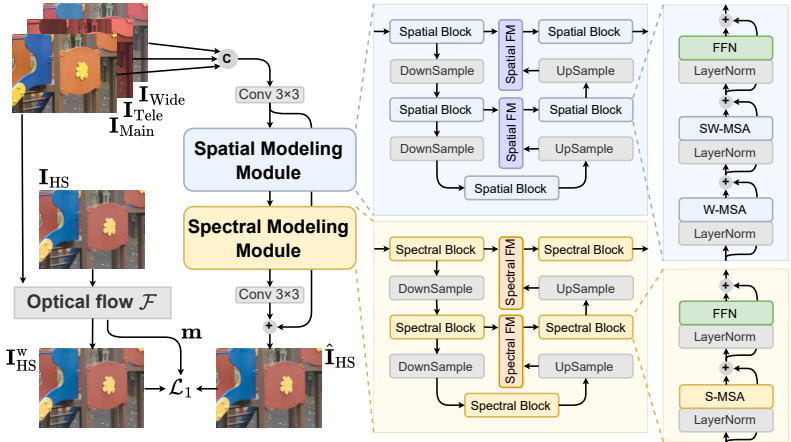 C
I_Wide
I_Tele
I_Main
Conv 3×3
Spatial Modeling
Module
Spectral Modeling
Module
Conv 3×3
+
I_HS
Optical flow ℱ
m
I^w_HS
ℒ₁
Î_HS
Spatial Block
Spatial FM
Spatial Block
DownSample
UpSample
Spatial Block
Spatial FM
Spatial Block
DownSample
UpSample
Spatial Block
Spectral Block
Spectral FM
Spectral Block
DownSample
UpSample
Spectral Block
Spectral FM
Spectral Block
DownSample
UpSample
Spectral Block
+
FFN
LayerNorm
+
SW-MSA
LayerNorm
+
W-MSA
LayerNorm
+
FFN
LayerNorm
+
S-MSA
LayerNorm